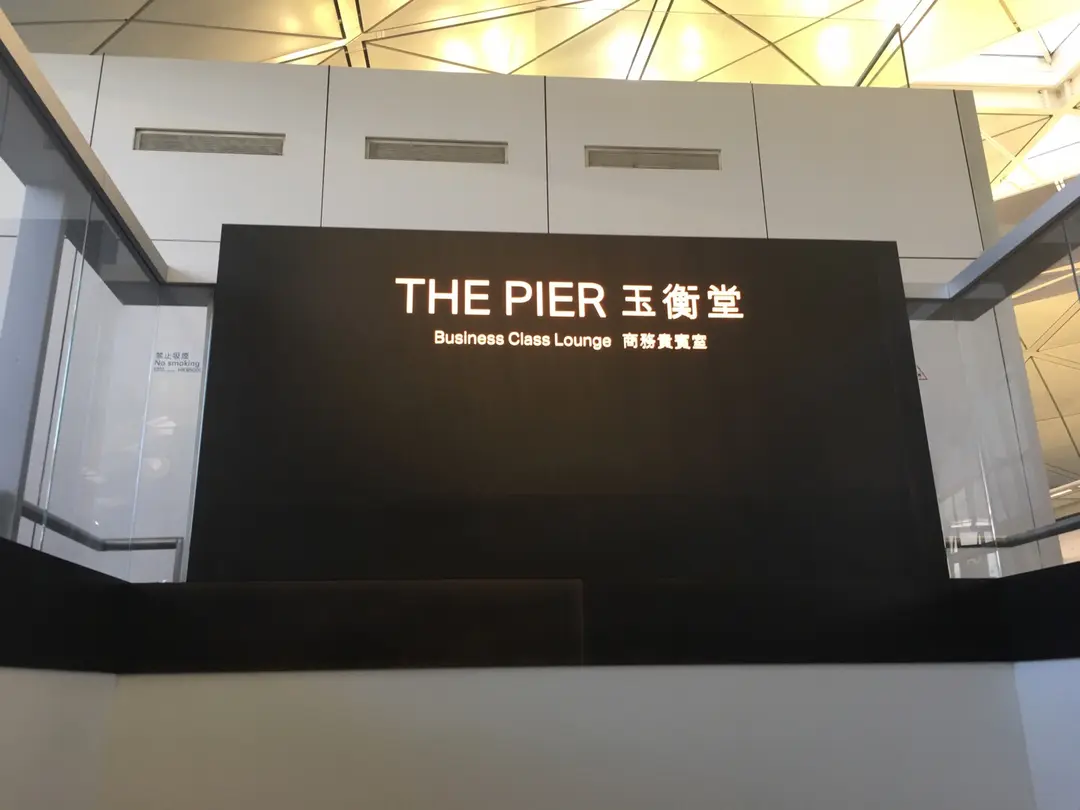 THE PIER 玉衡堂
Business Class Lounge 商務貴賓室
禁止吸煙
No smoking